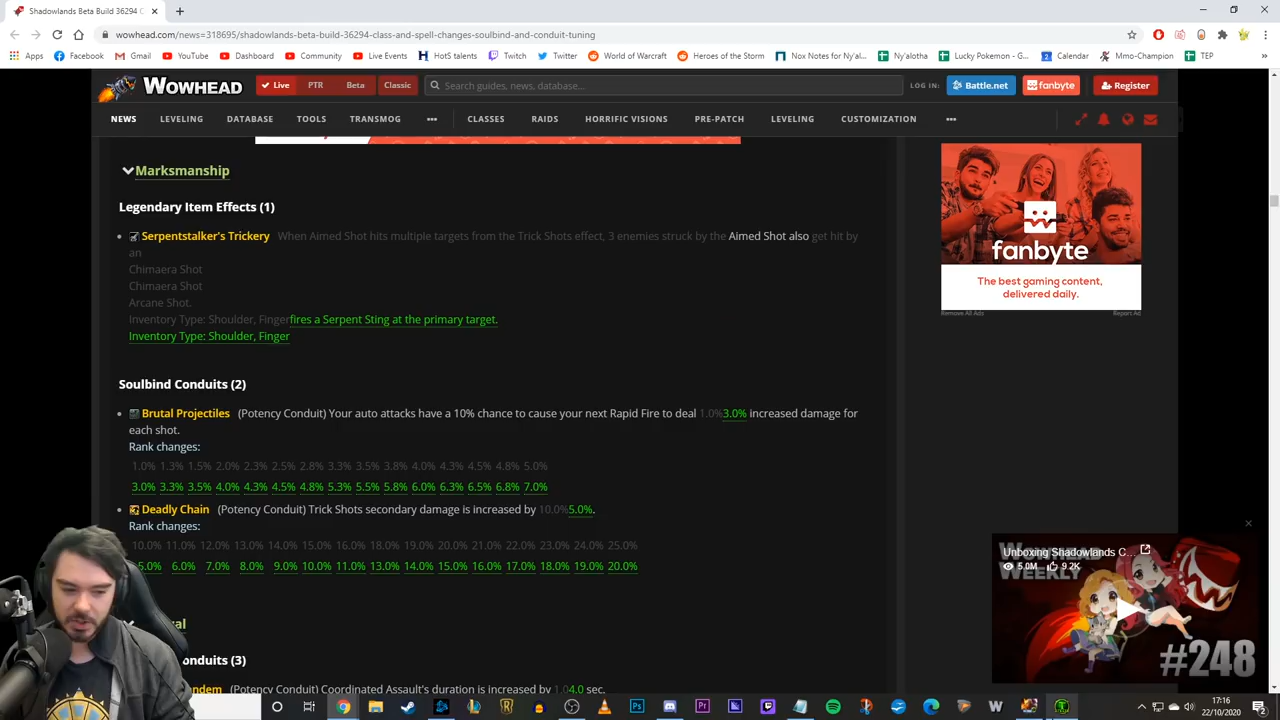 Shadowlands Beta Build 36294 C
wowhead.com/news=318695/shadowlands-beta-build-36294-class-and-spell-changes-soulbind-and-conduit-tuning
Apps Facebook Gmail YouTube Dashboard Community Live Events HotS talents Twitch Twitter World of Warcraft Heroes of the Storm Nox Notes for Ny'al... Ny'alotha Lucky Pokemon - G... Calendar Mmo-Champion TEP
WOWHEAD Live PTR Beta Classic Search guides, news, database... LOG IN: Battle.net fanbyte Register
NEWS LEVELING DATABASE TOOLS TRANSMOG ••• CLASSES RAIDS HORRIFIC VISIONS PRE-PATCH LEVELING CUSTOMIZATION •••
Marksmanship
Legendary Item Effects (1)
Serpentstalker's Trickery When Aimed Shot hits multiple targets from the Trick Shots effect, 3 enemies struck by the Aimed Shot also get hit by
an
Chimaera Shot
Chimaera Shot
Arcane Shot.
Inventory Type: Shoulder, Fingerfires a Serpent Sting at the primary target.
Inventory Type: Shoulder, Finger
Soulbind Conduits (2)
Brutal Projectiles (Potency Conduit) Your auto attacks have a 10% chance to cause your next Rapid Fire to deal 1.0%3.0% increased damage for
each shot.
Rank changes:
1.0% 1.3% 1.5% 2.0% 2.3% 2.5% 2.8% 3.3% 3.5% 3.8% 4.0% 4.3% 4.5% 4.8% 5.0%
3.0% 3.3% 3.5% 4.0% 4.3% 4.5% 4.8% 5.3% 5.5% 5.8% 6.0% 6.3% 6.5% 6.8% 7.0%
Deadly Chain (Potency Conduit) Trick Shots secondary damage is increased by 10.0%5.0%.
Rank changes:
10.0% 11.0% 12.0% 13.0% 14.0% 15.0% 16.0% 18.0% 19.0% 20.0% 21.0% 22.0% 23.0% 24.0% 25.0%
5.0% 6.0% 7.0% 8.0% 9.0% 10.0% 11.0% 13.0% 14.0% 15.0% 16.0% 17.0% 18.0% 19.0% 20.0%
al
onduits (3)
ndem (Potency Conduit) Coordinated Assault's duration is increased by 1.04.0 sec.
fanbyte
The best gaming content,
delivered daily.
Remove All Ads Report Ad
Unboxing Shadowlands C...
WOWHEAD
WEEKLY
5.0M 9.2K
#248
17:16
22/10/2020